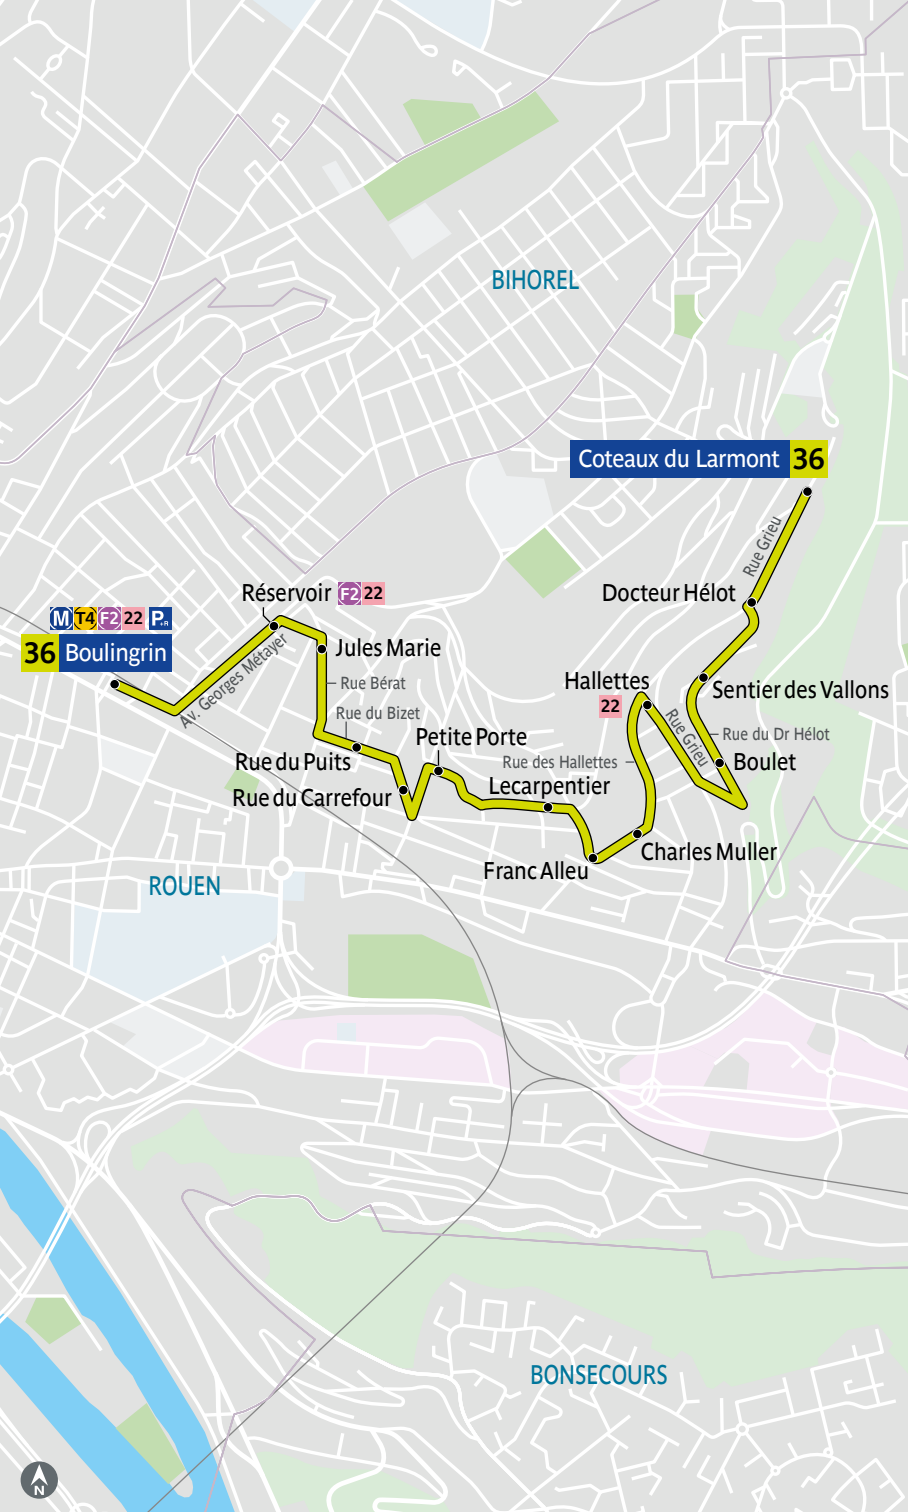 BIHOREL
Coteaux du Larmont 36
Rue Grieu
Réservoir F2 22
Docteur Hélot
M T4 F2 22 P+R
36 Boulingrin
Av. Georges Métayer
Jules Marie
Rue Bérat
Hallettes
22
Sentier des Vallons
Rue du Bizet
Rue Grieu
Rue du Dr Hélot
Petite Porte
Rue du Puits
Rue des Hallettes
Boulet
Lecarpentier
Rue du Carrefour
Charles Muller
Franc Alleu
ROUEN
BONSECOURS
N